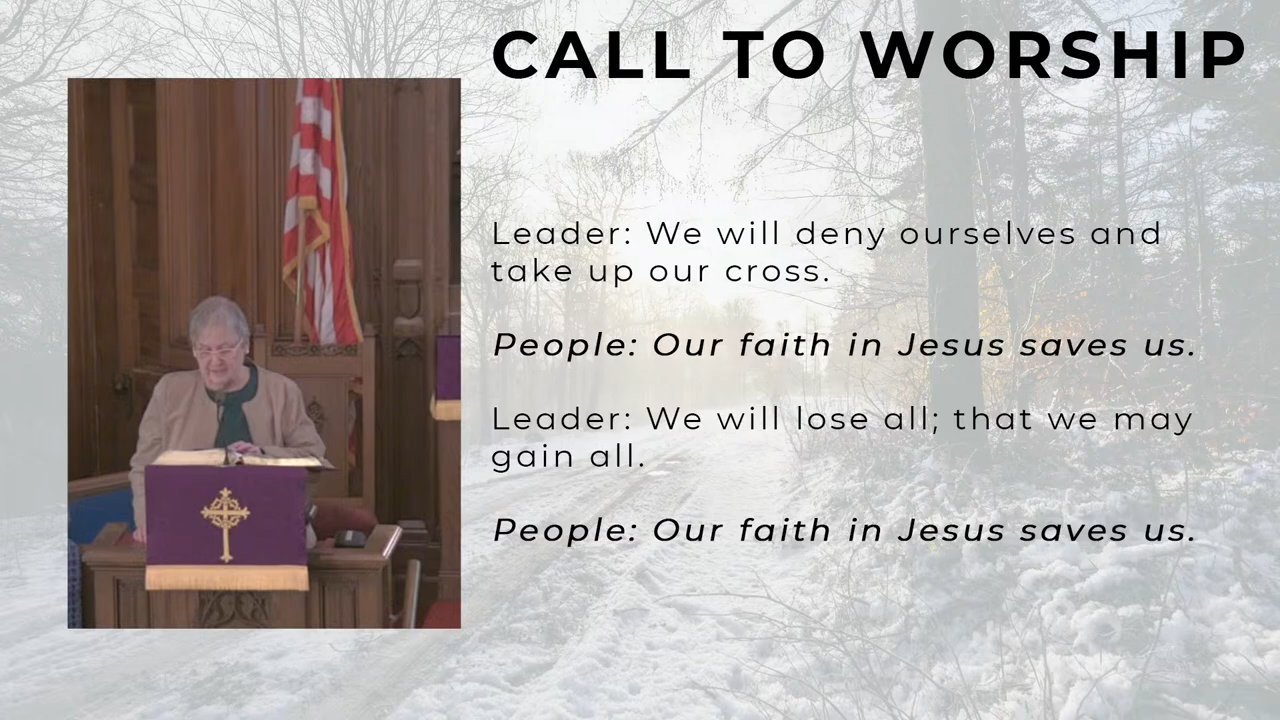 CALL TO WORSHIP
Leader: We will deny ourselves and
take up our cross.
People: Our faith in Jesus saves us.
Leader: We will lose all; that we may
gain all.
People: Our faith in Jesus saves us.